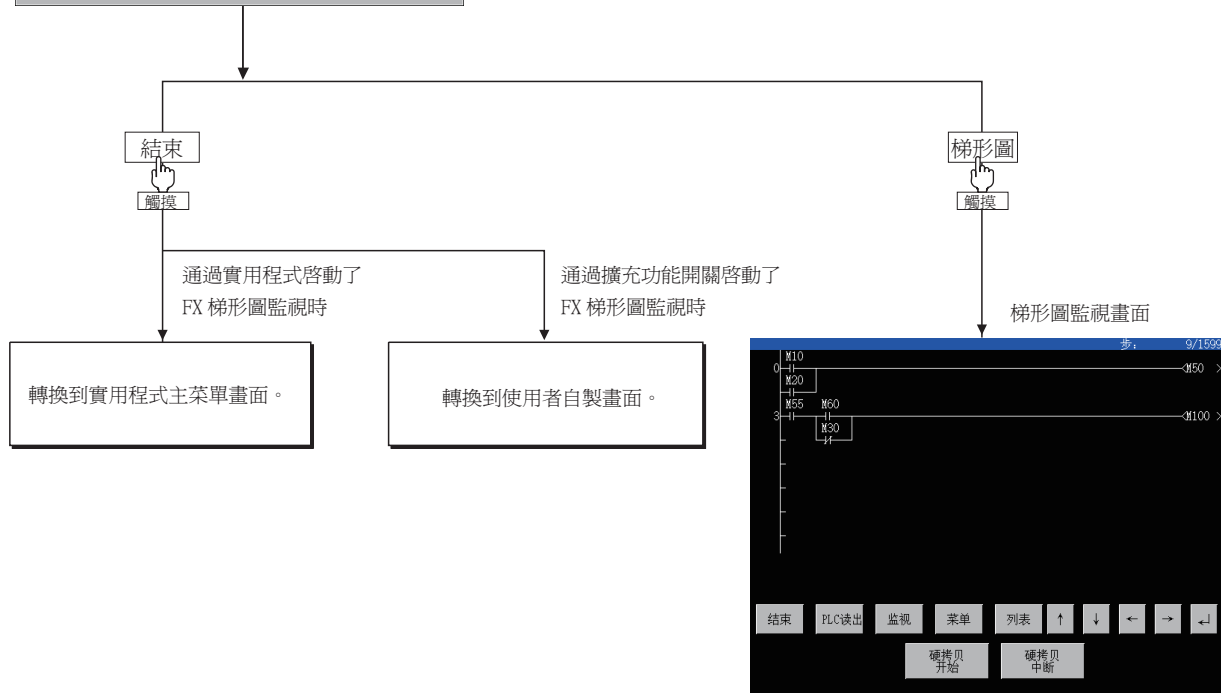 結束
觸摸
梯形圖
觸摸
通過實用程式啓動了
FX 梯形圖監視時
通過擴充功能開關啓動了
FX 梯形圖監視時
轉換到實用程式主菜單畫面。
轉換到使用者自製畫面。
梯形圖監視畫面
步: 9/1599
M10
0 M50
M20
M55 M60
3 M100
M30
结束 PLC读出 监视 菜单 列表 ↑ ↓ ← → ↵
硬拷贝
开始
硬拷贝
中断